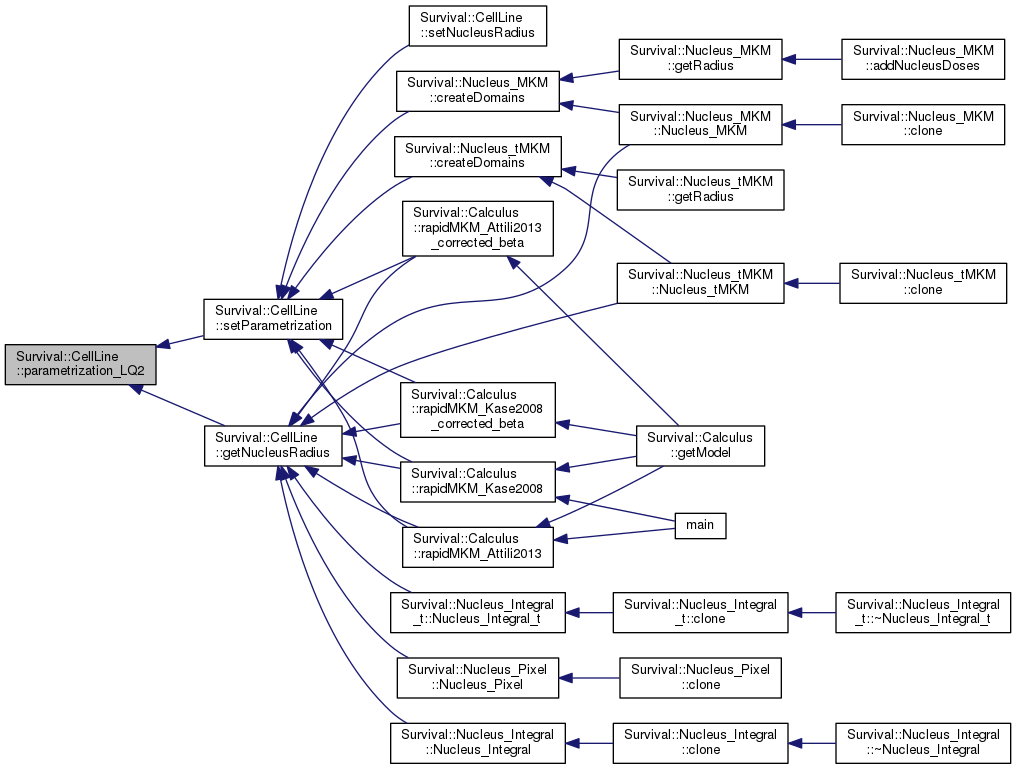 Survival::CellLine
::parametrization_LQ2
Survival::CellLine
::setParametrization
Survival::CellLine
::getNucleusRadius
Survival::CellLine
::setNucleusRadius
Survival::Nucleus_MKM
::createDomains
Survival::Nucleus_tMKM
::createDomains
Survival::Calculus
::rapidMKM_Attili2013
_corrected_beta
Survival::Calculus
::rapidMKM_Kase2008
_corrected_beta
Survival::Calculus
::rapidMKM_Kase2008
Survival::Calculus
::rapidMKM_Attili2013
Survival::Nucleus_Integral
_t::Nucleus_Integral_t
Survival::Nucleus_Pixel
::Nucleus_Pixel
Survival::Nucleus_Integral
::Nucleus_Integral
Survival::Nucleus_MKM
::getRadius
Survival::Nucleus_MKM
::Nucleus_MKM
Survival::Nucleus_tMKM
::getRadius
Survival::Nucleus_tMKM
::Nucleus_tMKM
Survival::Calculus
::getModel
main
Survival::Nucleus_Integral
_t::clone
Survival::Nucleus_Pixel
::clone
Survival::Nucleus_Integral
::clone
Survival::Nucleus_MKM
::addNucleusDoses
Survival::Nucleus_MKM
::clone
Survival::Nucleus_tMKM
::clone
Survival::Nucleus_Integral
_t::~Nucleus_Integral_t
Survival::Nucleus_Integral
::~Nucleus_Integral